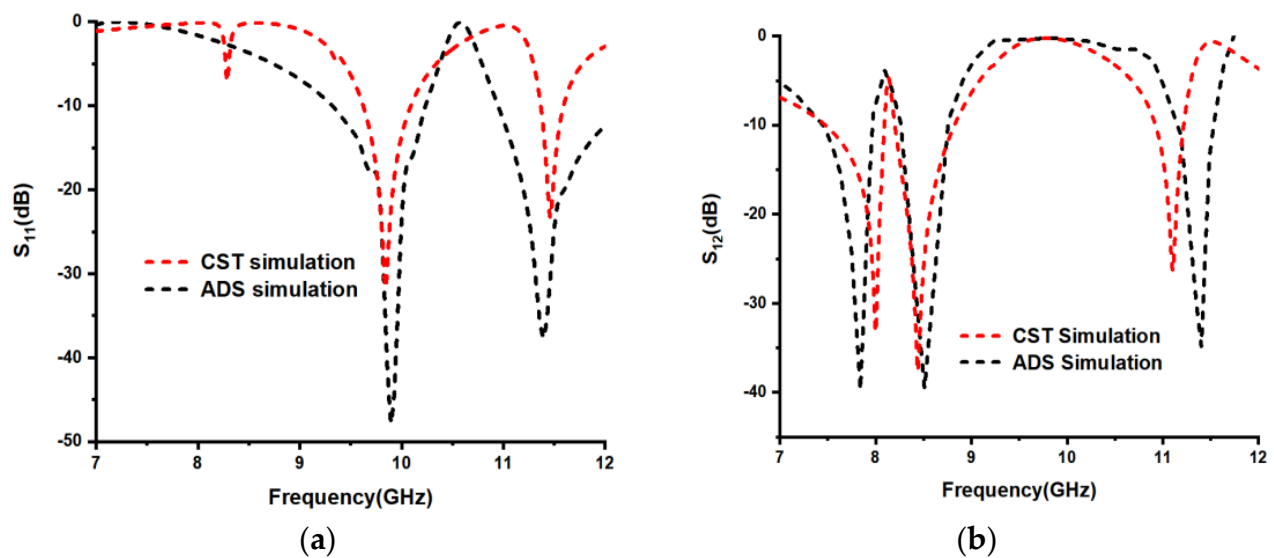 0
-10
-20
-30
-40
-50
S11(dB)
CST simulation
ADS simulation
7 8 9 10 11 12
Frequency(GHz)
(a)
0
-10
-20
-30
-40
S12(dB)
CST Simulation
ADS Simulation
7 8 9 10 11 12
Frequency(GHz)
(b)